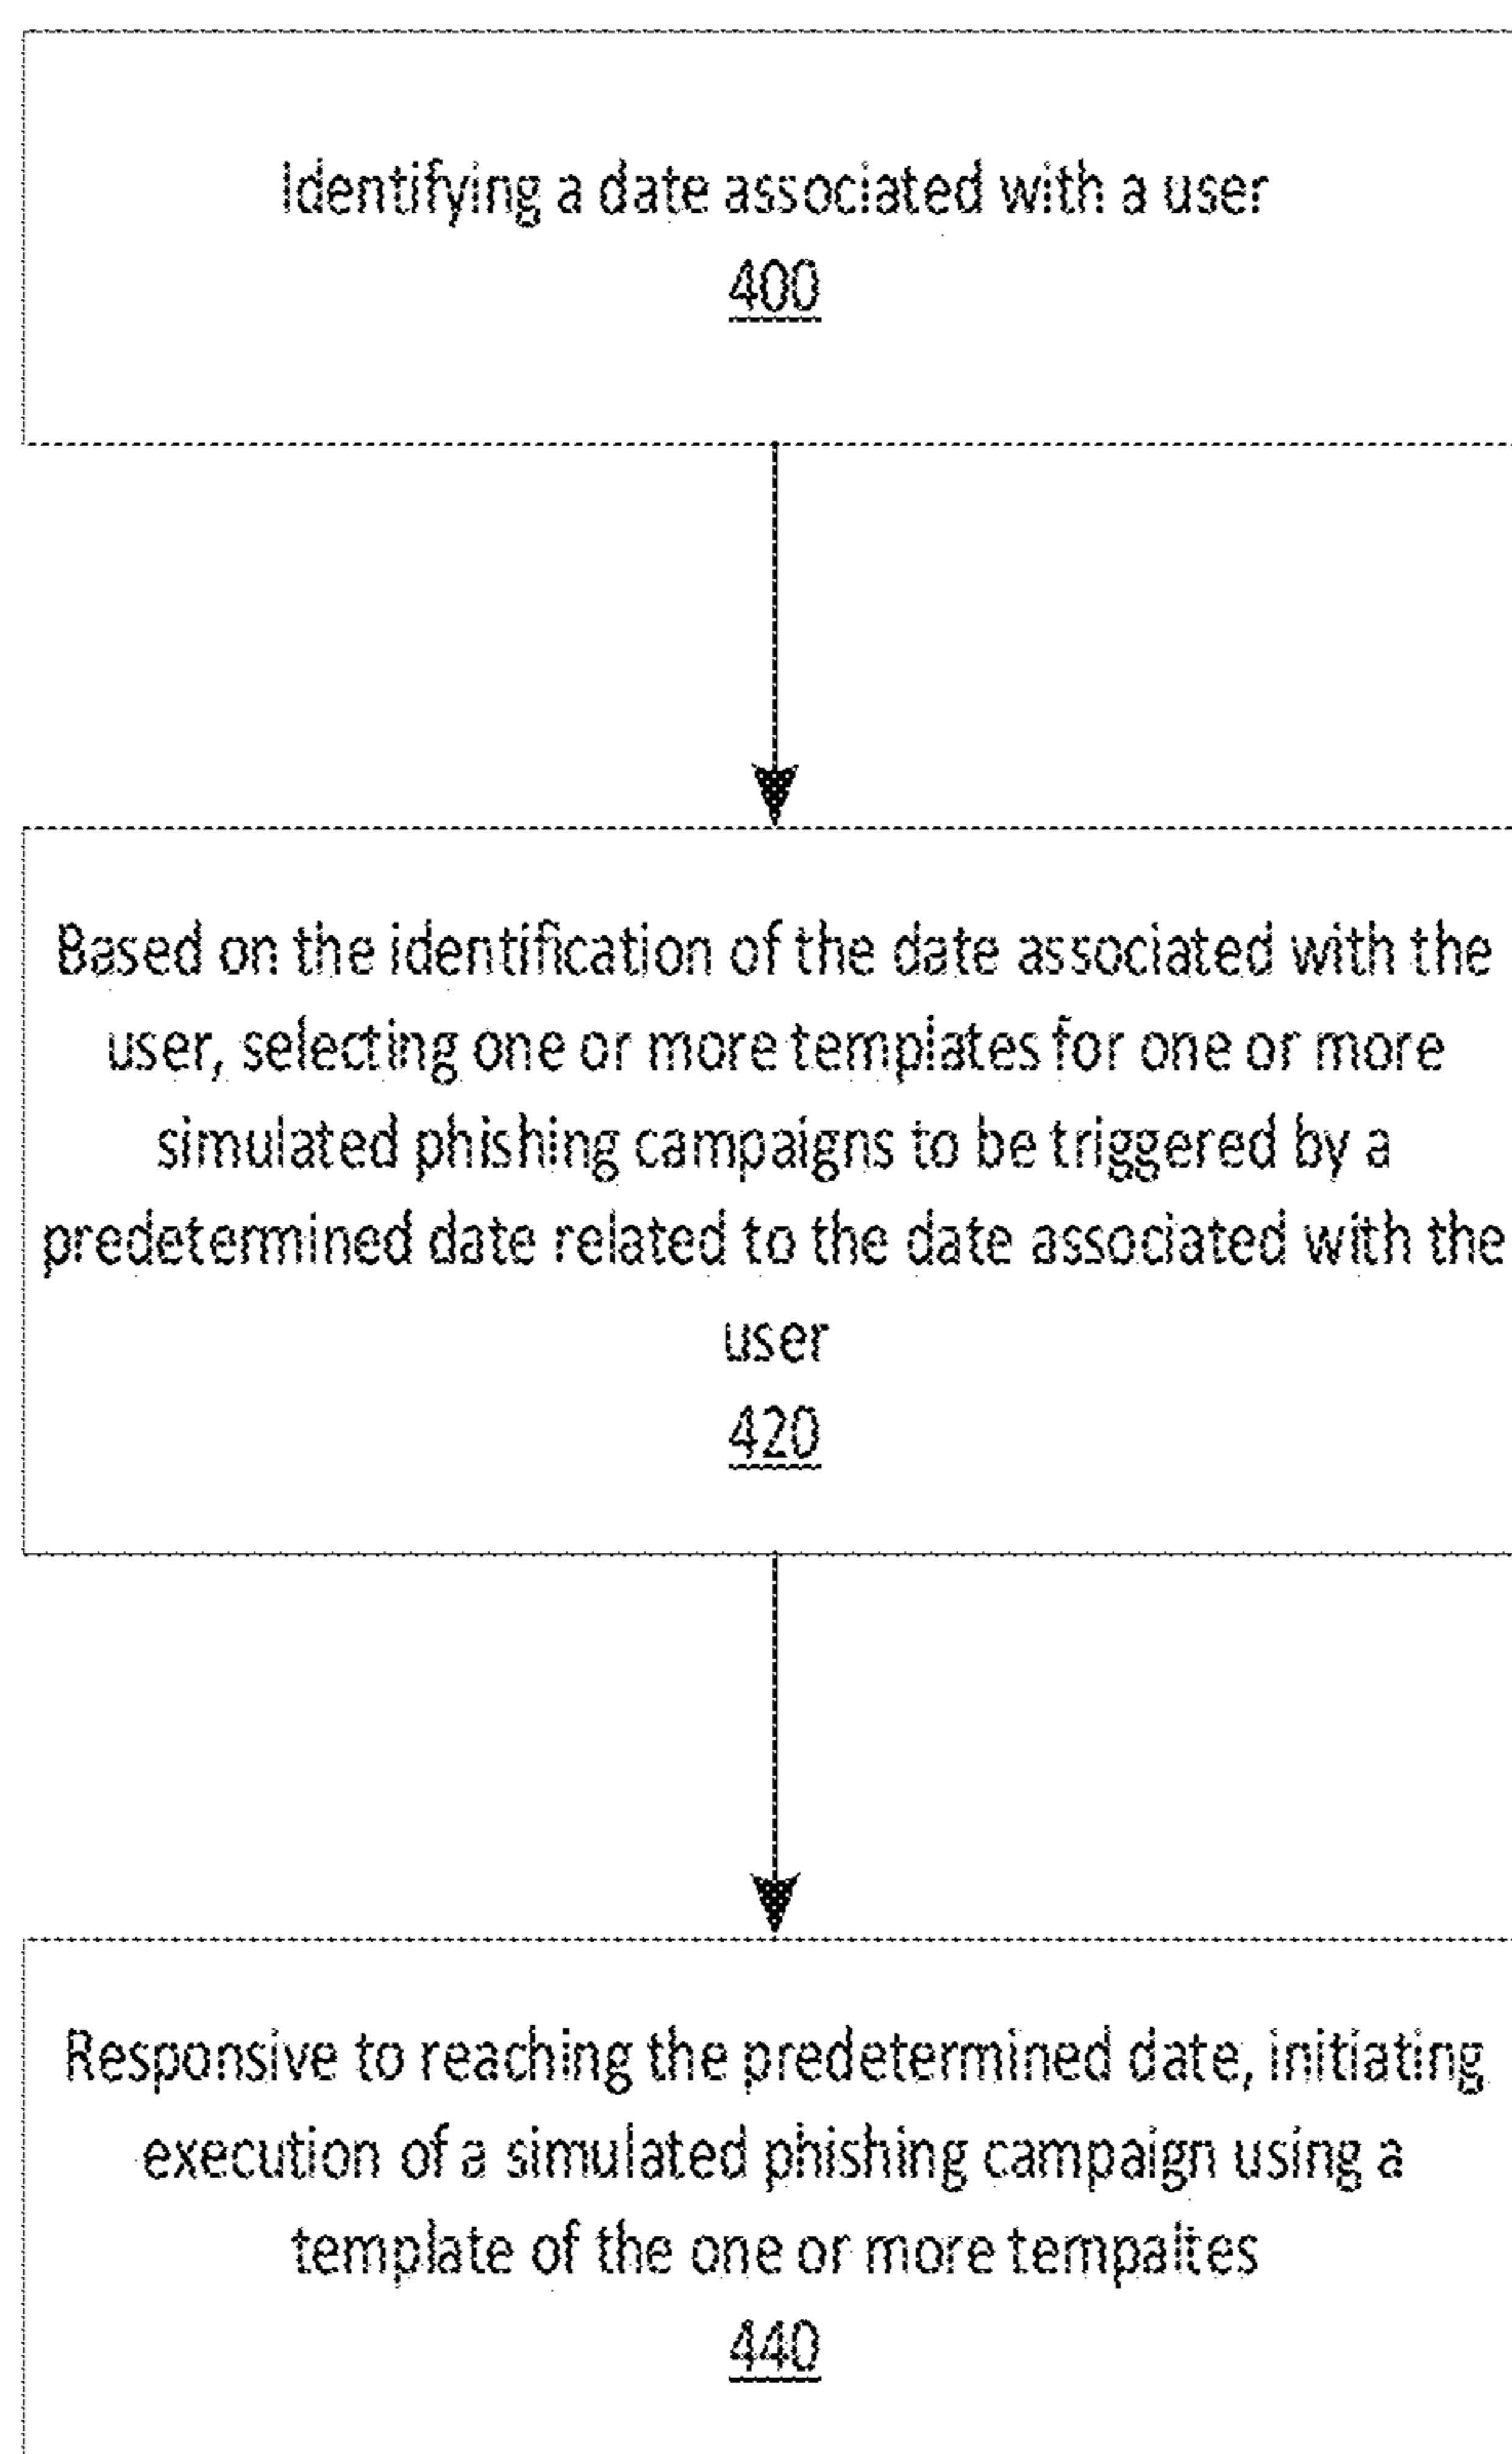 Identifying a date associated with a user
400
Based on the identification of the date associated with the
user, selecting one or more templates for one or more
simulated phishing campaigns to be triggered by a
predetermined date related to the date associated with the
user
420
Responsive to reaching the predetermined date, initiating
execution of a simulated phishing campaign using a
template of the one or more tempaltes
440